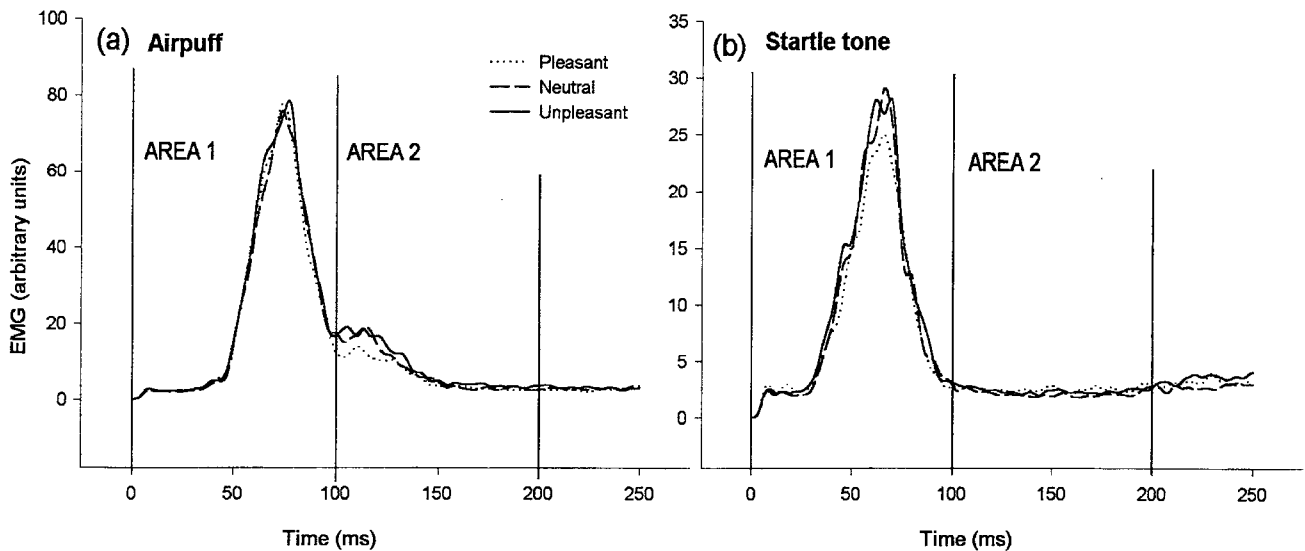 (a) Airpuff
Pleasant
Neutral
Unpleasant
AREA 1
AREA 2
100
80
60
40
20
0
EMG (arbitrary units)
0 50 100 150 200 250
Time (ms)
(b) Startle tone
AREA 1
AREA 2
35
30
25
20
15
10
5
0
0 50 100 150 200 250
Time (ms)